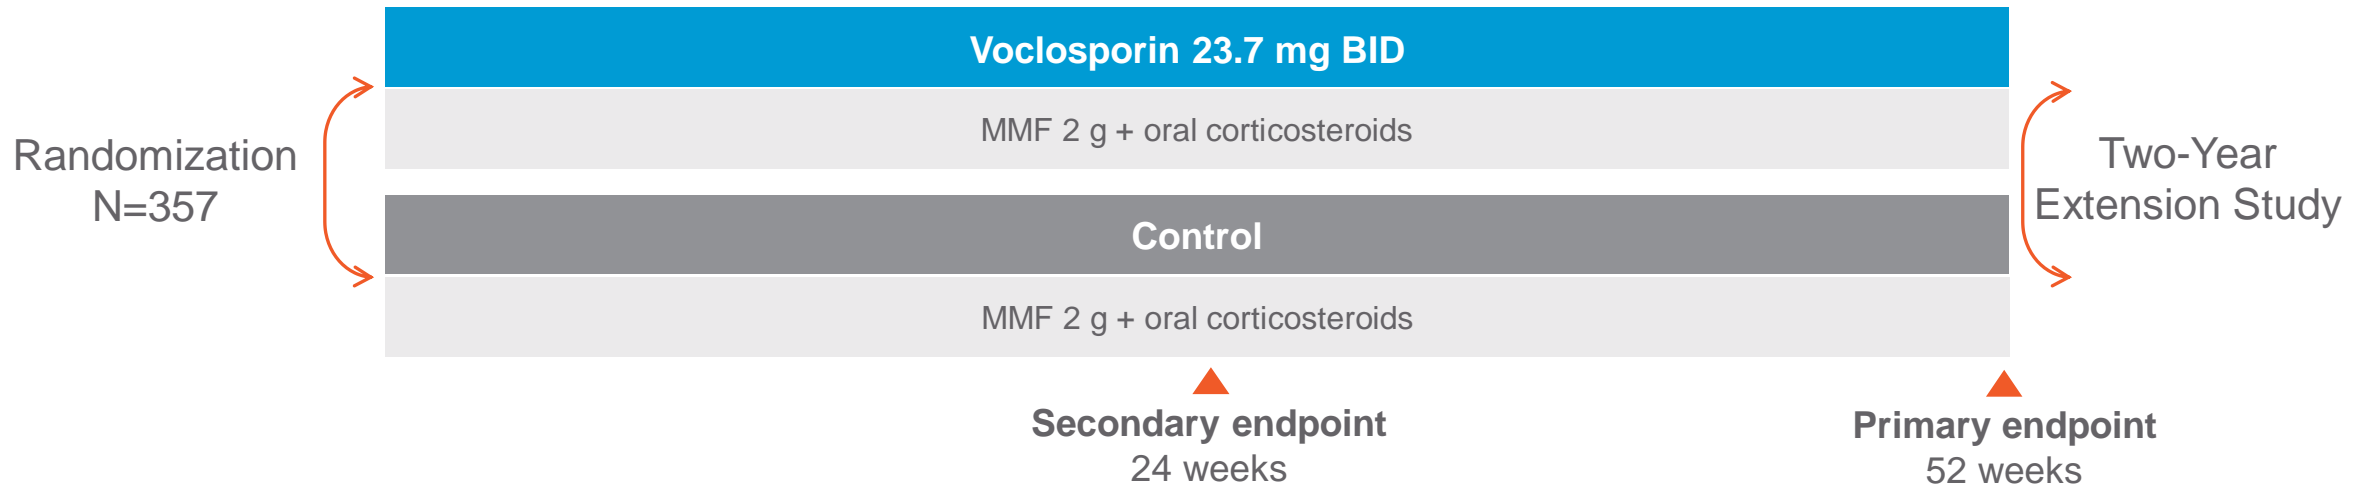 Voclosporin 23.7 mg BID
MMF 2 g + oral corticosteroids
Randomization
N=357
Two-Year
Extension Study
Control
MMF 2 g + oral corticosteroids
Secondary endpoint
24 weeks
Primary endpoint
52 weeks